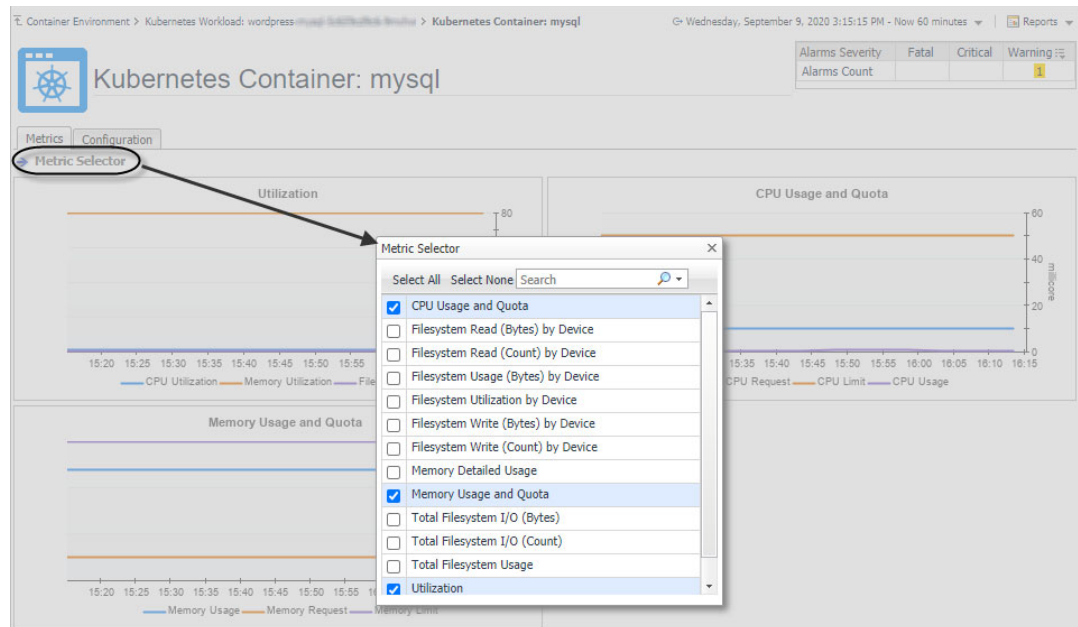 Container Environment > Kubernetes Workload: wordpress > Kubernetes Container: mysql
Wednesday, September 9, 2020 3:15:15 PM - Now 60 minutes
Reports
Alarms Severity Fatal Critical Warning
Alarms Count 1
Kubernetes Container: mysql
Metrics Configuration
Metric Selector
Utilization
80
15:20 15:25 15:30 15:35 15:40 15:45 15:50 15:55
CPU Utilization Memory Utilization File
CPU Usage and Quota
60
40
20
0
millicore
15:35 15:40 15:45 15:50 15:55 16:00 16:05 16:10 16:15
CPU Request CPU Limit CPU Usage
Memory Usage and Quota
15:20 15:25 15:30 15:35 15:40 15:45 15:50 15:55
Memory Usage Memory Request Memory Limit
Metric Selector
Select All Select None Search
CPU Usage and Quota
Filesystem Read (Bytes) by Device
Filesystem Read (Count) by Device
Filesystem Usage (Bytes) by Device
Filesystem Utilization by Device
Filesystem Write (Bytes) by Device
Filesystem Write (Count) by Device
Memory Detailed Usage
Memory Usage and Quota
Total Filesystem I/O (Bytes)
Total Filesystem I/O (Count)
Total Filesystem Usage
Utilization